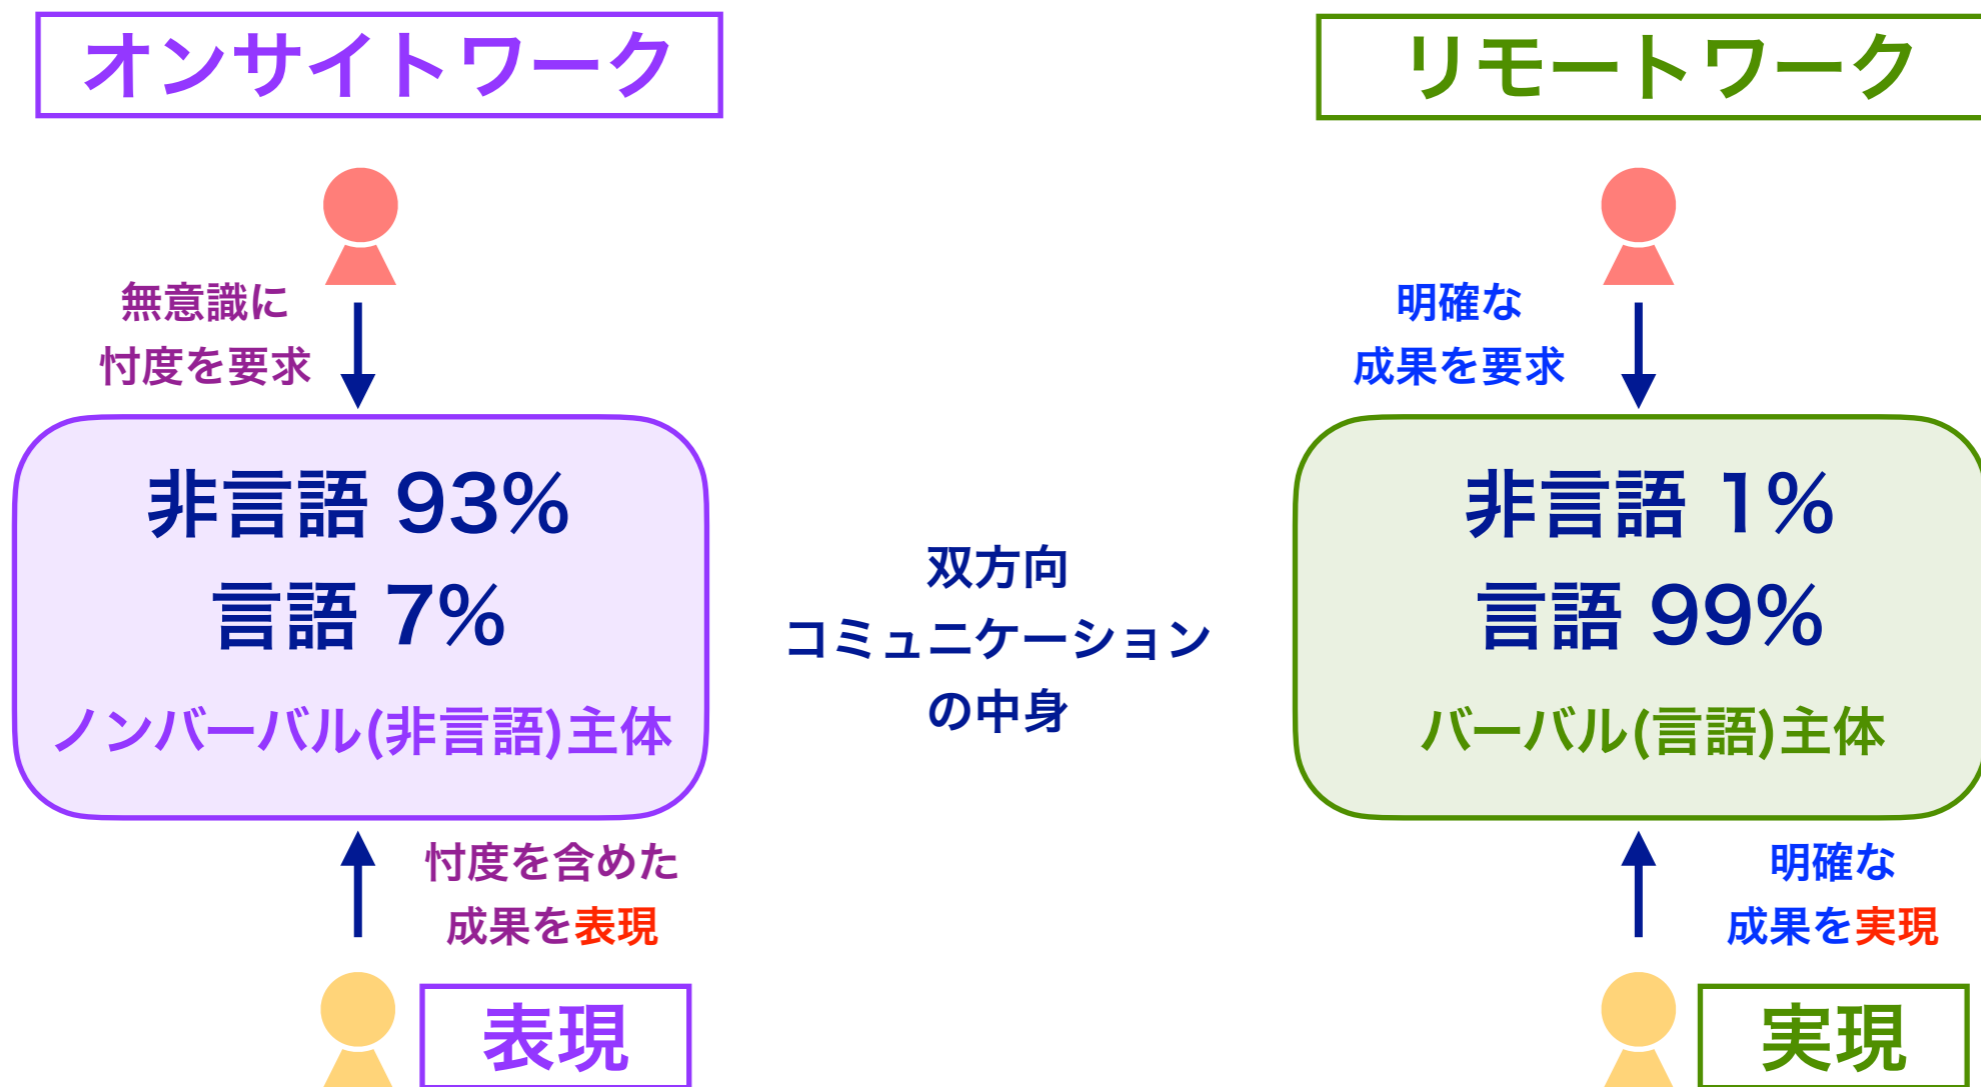 オンサイトワーク
無意識に
忖度を要求
非言語 93%
言語 7%
ノンバーバル(非言語)主体
忖度を含めた
成果を表現
表現
双方向
コミュニケーション
の中身
リモートワーク
明確な
成果を要求
非言語 1%
言語 99%
バーバル(言語)主体
明確な
成果を実現
実現